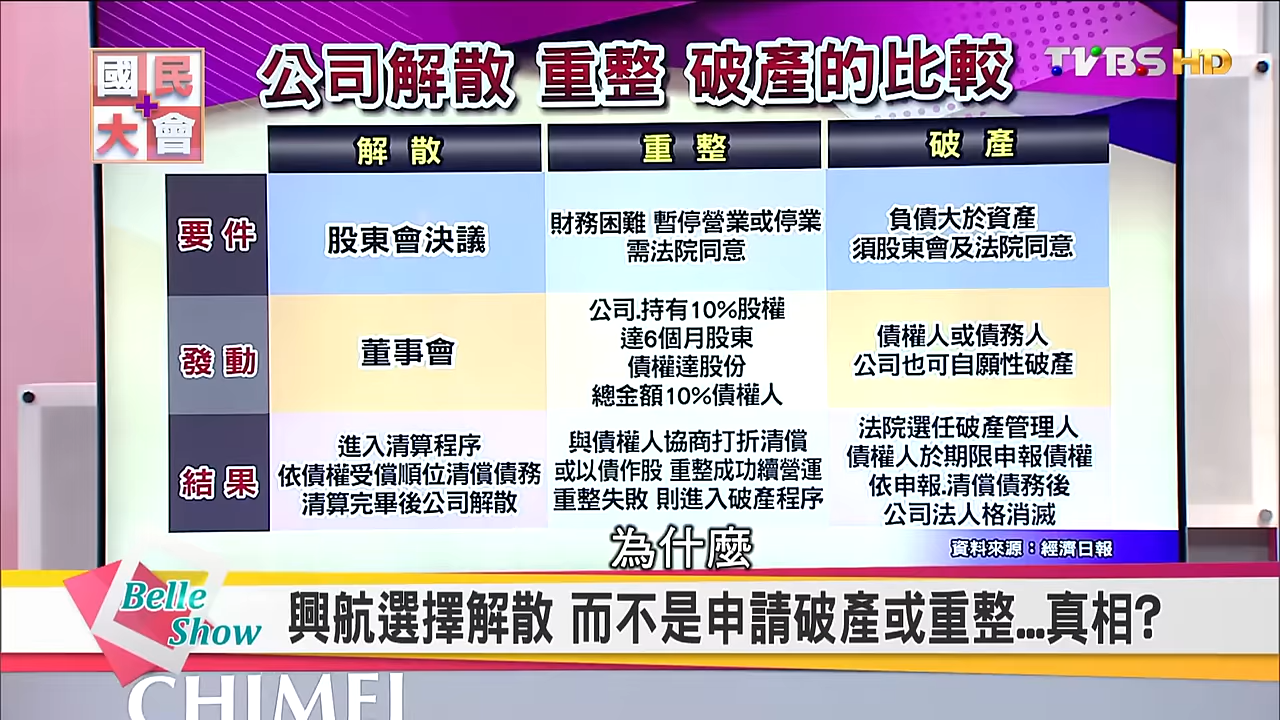 國民
大會
公司解散 重整 破產的比較
TVBS HD
解散
重整
破產
要件
股東會決議
財務困難 暫停營業或停業
需法院同意
負債大於資產
須股東會及法院同意
發動
董事會
公司.持有10%股權
達6個月股東
債權達股份
總金額10%債權人
債權人或債務人
公司也可自願性破產
結果
進入清算程序
依債權受償順位清償債務
清算完畢後公司解散
與債權人協商打折清償
或以債作股 重整成功續營運
重整失敗 則進入破產程序
法院選任破產管理人
債權人於期限申報債權
依申報.清償債務後
公司法人格消滅
為什麼
資料來源：經濟日報
Belle
Show
興航選擇解散 而不是申請破產或重整...真相?
CHIMEI